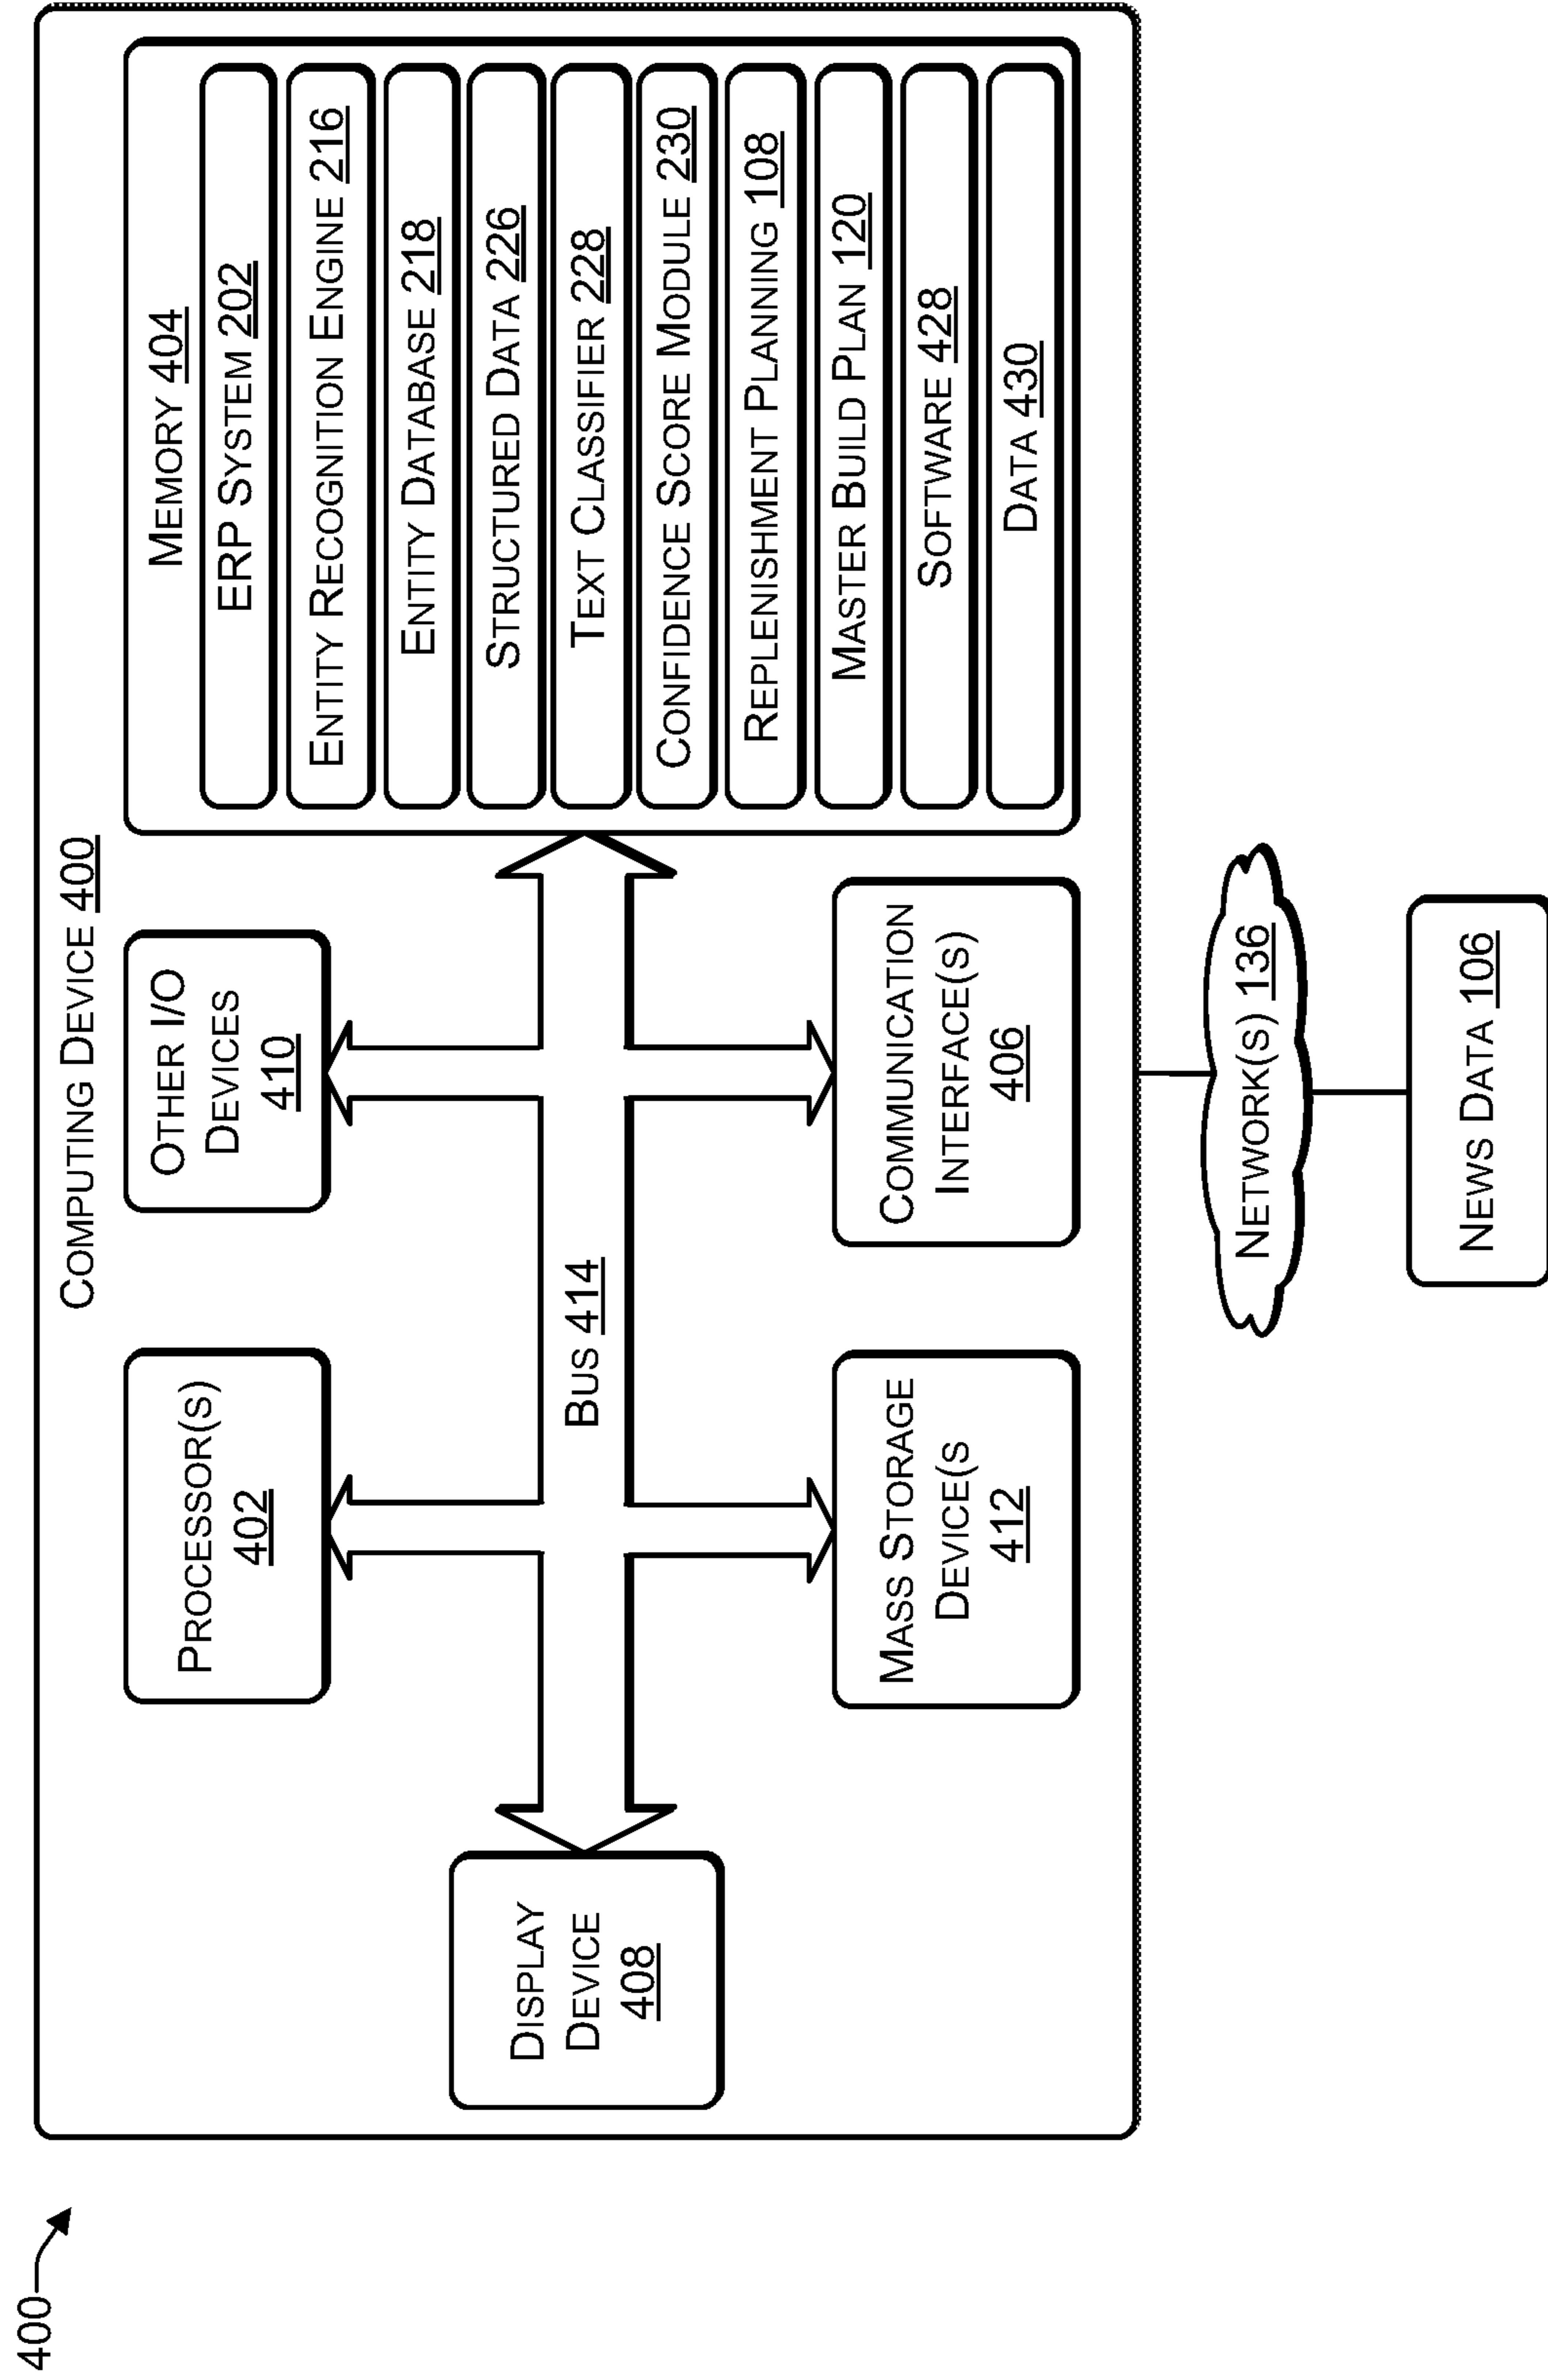 400
COMPUTING DEVICE 400
PROCESSOR(S)
402
OTHER I/O
DEVICES
410
DISPLAY
DEVICE
408
BUS 414
MASS STORAGE
DEVICE(S
412
COMMUNICATION
INTERFACE(S)
406
MEMORY 404
ERP SYSTEM 202
ENTITY RECOGNITION ENGINE 216
ENTITY DATABASE 218
STRUCTURED DATA 226
TEXT CLASSIFIER 228
CONFIDENCE SCORE MODULE 230
REPLENISHMENT PLANNING 108
MASTER BUILD PLAN 120
SOFTWARE 428
DATA 430
NETWORK(S) 136
NEWS DATA 106